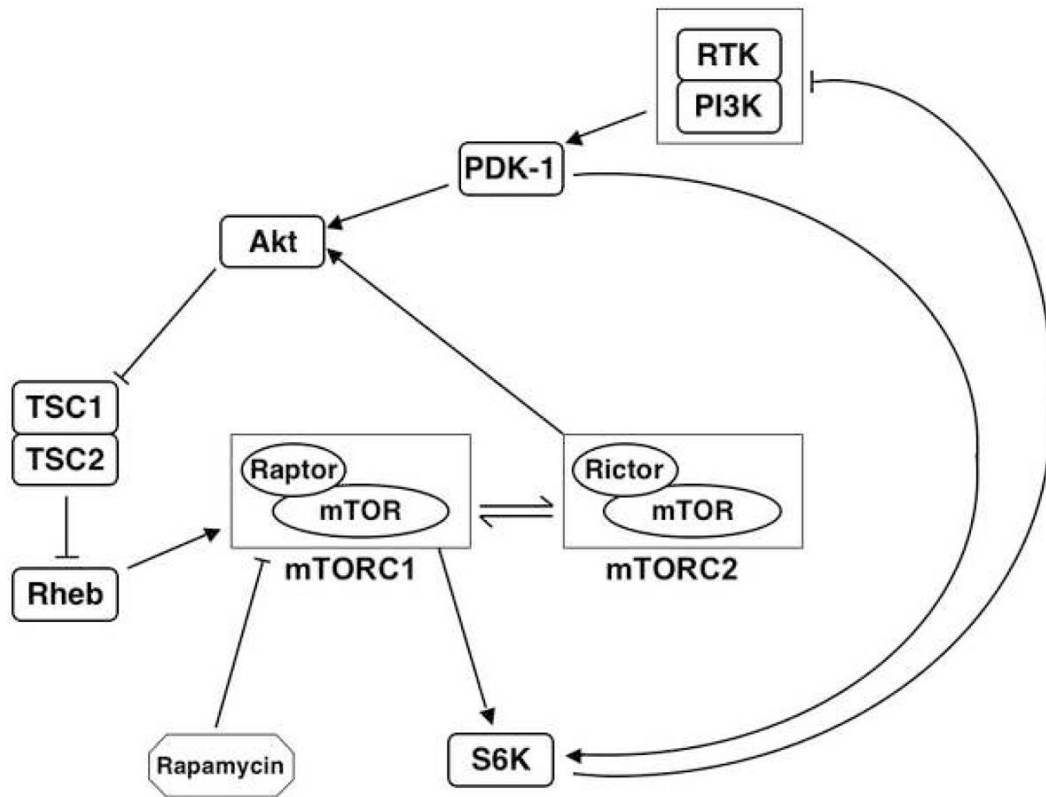 RTK
PI3K
PDK-1
Akt
TSC1
TSC2
Raptor
mTOR
mTORC1
Rictor
mTOR
mTORC2
Rheb
Rapamycin
S6K